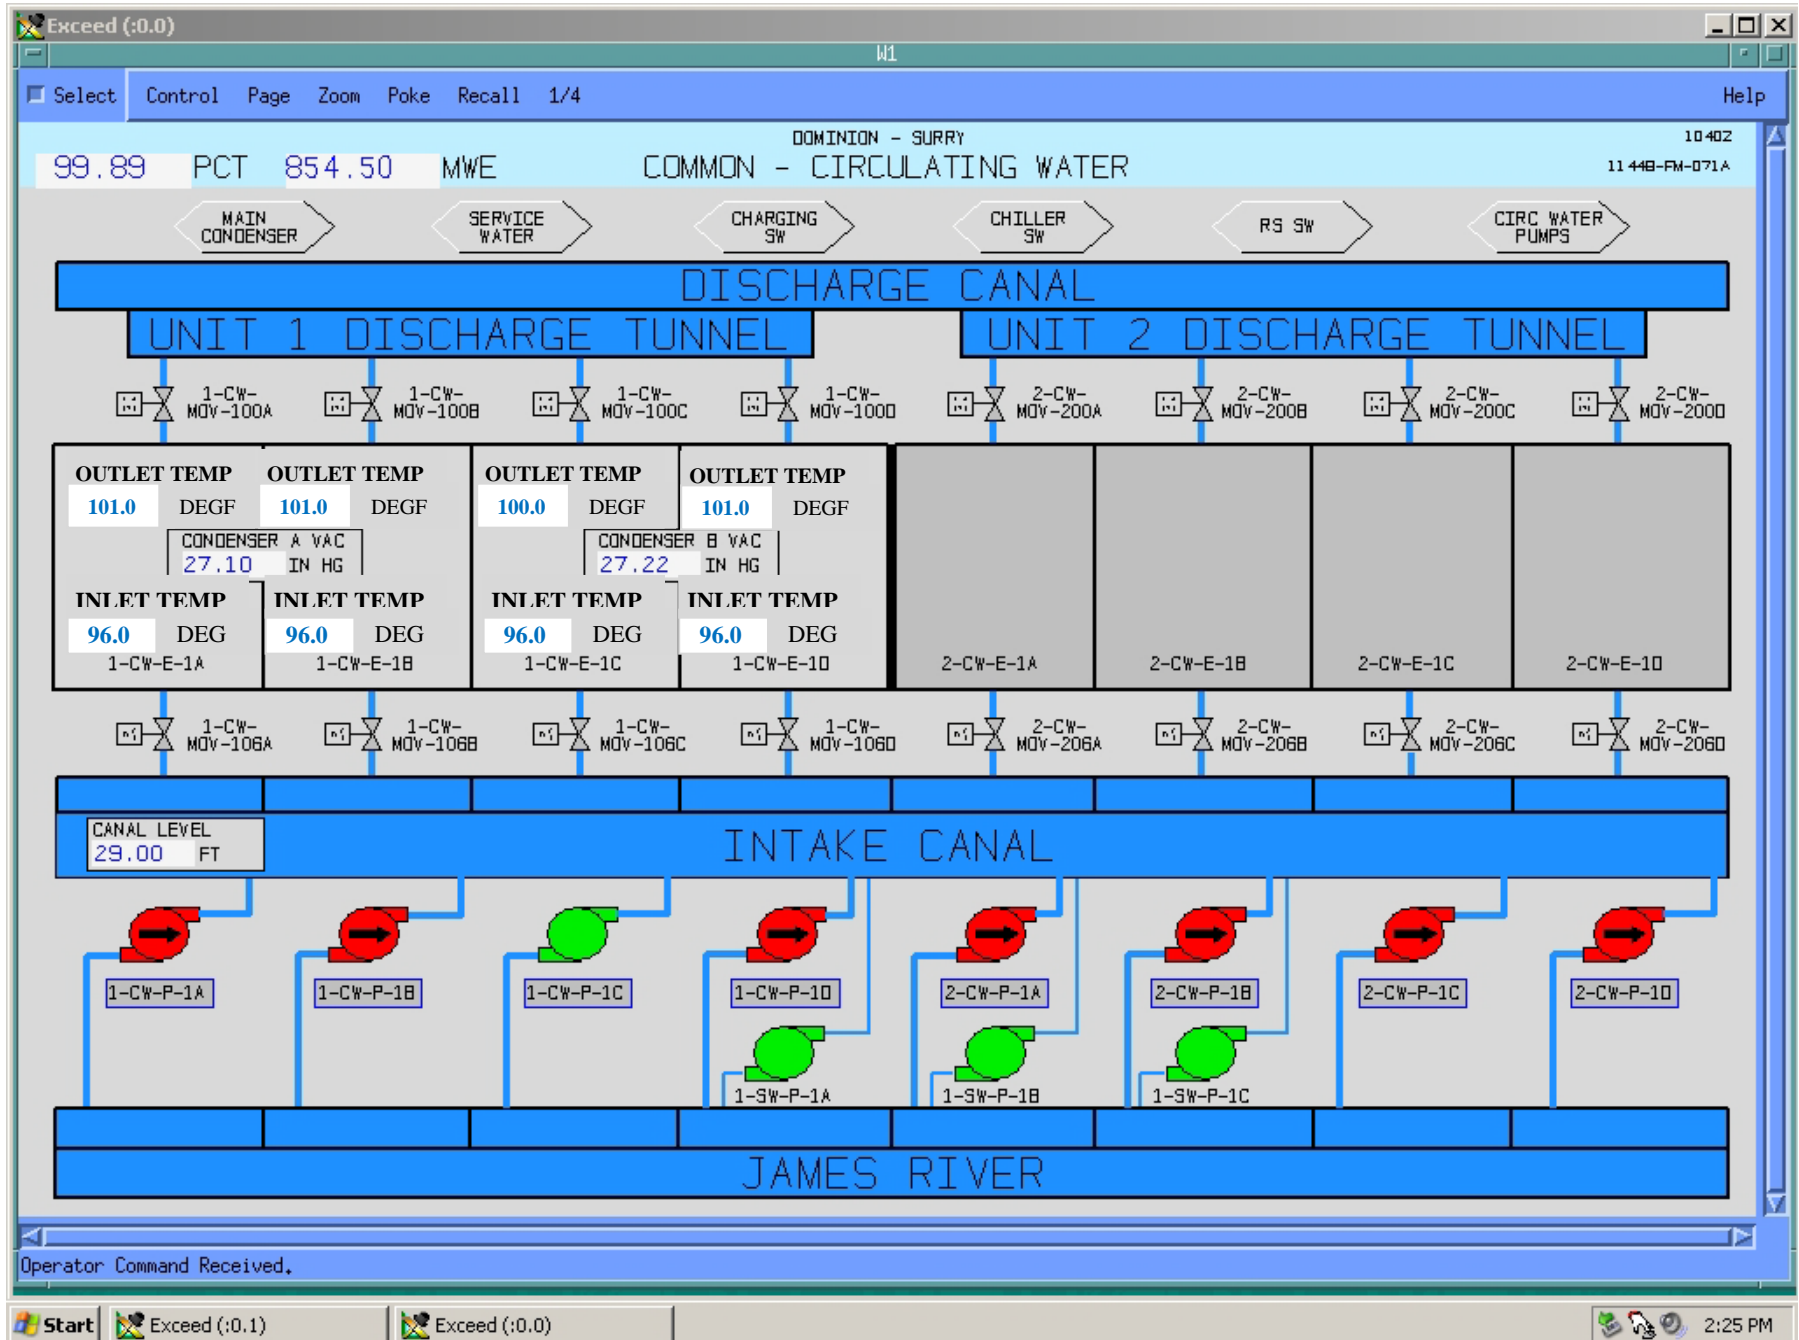 Exceed (:0.0)
W1
Select Control Page Zoom Poke Recall 1/4 Help
DOMINION - SURRY 10402
99.89 PCT 854.50 MWE COMMON - CIRCULATING WATER 11448-FM-071A
MAIN CONDENSER
SERVICE WATER
CHARGING SW
CHILLER SW
RS SW
CIRC WATER PUMPS
DISCHARGE CANAL
UNIT 1 DISCHARGE TUNNEL UNIT 2 DISCHARGE TUNNEL
1-CW-MOV-100A
1-CW-MOV-100B
1-CW-MOV-100C
1-CW-MOV-100D
2-CW-MOV-200A
2-CW-MOV-200B
2-CW-MOV-200C
2-CW-MOV-200D
OUTLET TEMP OUTLET TEMP OUTLET TEMP OUTLET TEMP
101.0 DEGF 101.0 DEGF 100.0 DEGF 101.0 DEGF
CONDENSER A VAC CONDENSER B VAC
27.10 IN HG 27.22 IN HG
INLET TEMP INLET TEMP INLET TEMP INLET TEMP
96.0 DEG 96.0 DEG 96.0 DEG 96.0 DEG
1-CW-E-1A 1-CW-E-1B 1-CW-E-1C 1-CW-E-1D 2-CW-E-1A 2-CW-E-1B 2-CW-E-1C 2-CW-E-1D
1-CW-MOV-106A
1-CW-MOV-106B
1-CW-MOV-106C
1-CW-MOV-106D
2-CW-MOV-206A
2-CW-MOV-206B
2-CW-MOV-206C
2-CW-MOV-206D
CANAL LEVEL
29.00 FT
INTAKE CANAL
1-CW-P-1A 1-CW-P-1B 1-CW-P-1C 1-CW-P-1D 2-CW-P-1A 2-CW-P-1B 2-CW-P-1C 2-CW-P-1D
1-SW-P-1A 1-SW-P-1B 1-SW-P-1C
JAMES RIVER
Operator Command Received.
Start Exceed (:0.1) Exceed (:0.0) 2:25 PM